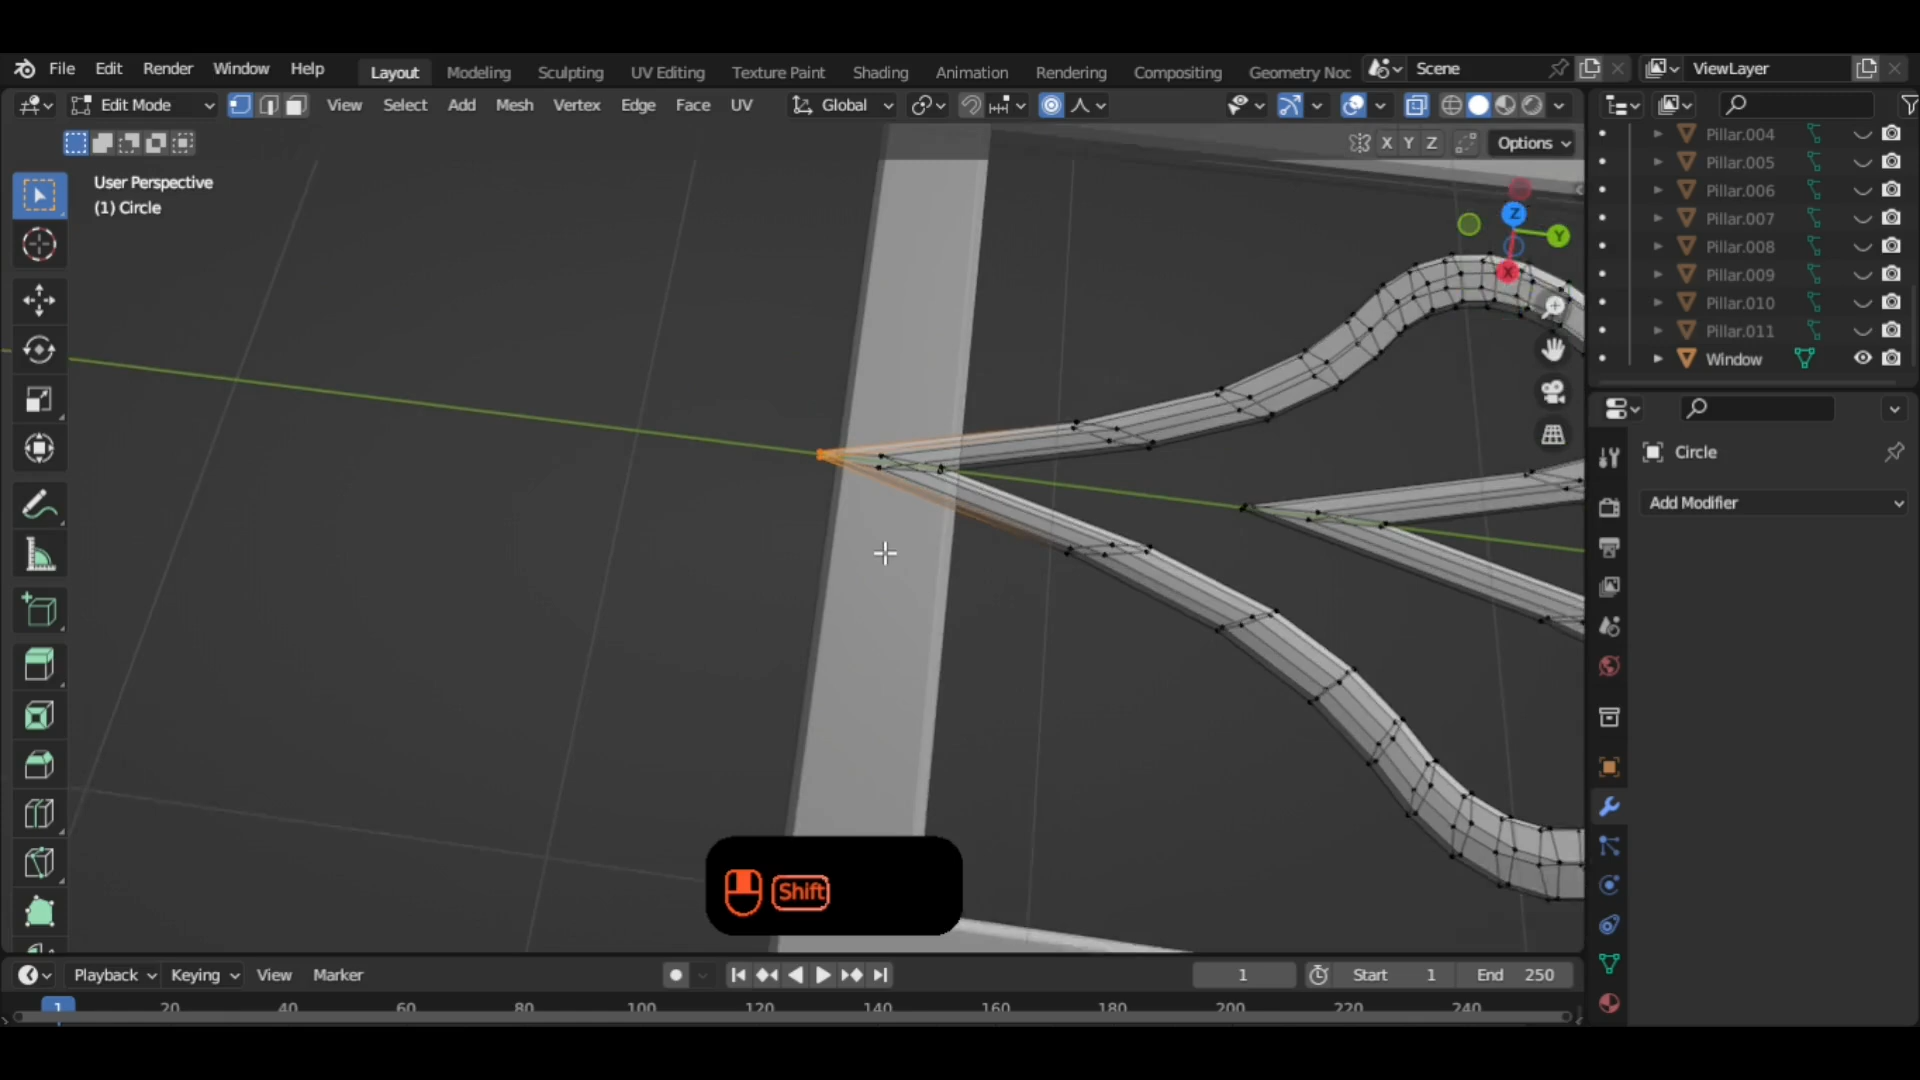 File Edit Render Window Help Layout Modeling Sculpting UV Editing Texture Paint Shading Animation Rendering Compositing Geometry Noc Scene ViewLayer
Edit Mode View Select Add Mesh Vertex Edge Face UV Global
X Y Z Options
User Perspective
(1) Circle
Z
Y
X
Pillar.004
Pillar.005
Pillar.006
Pillar.007
Pillar.008
Pillar.009
Pillar.010
Pillar.011
Window
Circle
Add Modifier
Shift
Playback Keying View Marker 1 Start 1 End 250
1 20 40 60 80 100 120 140 160 180 200 220 240